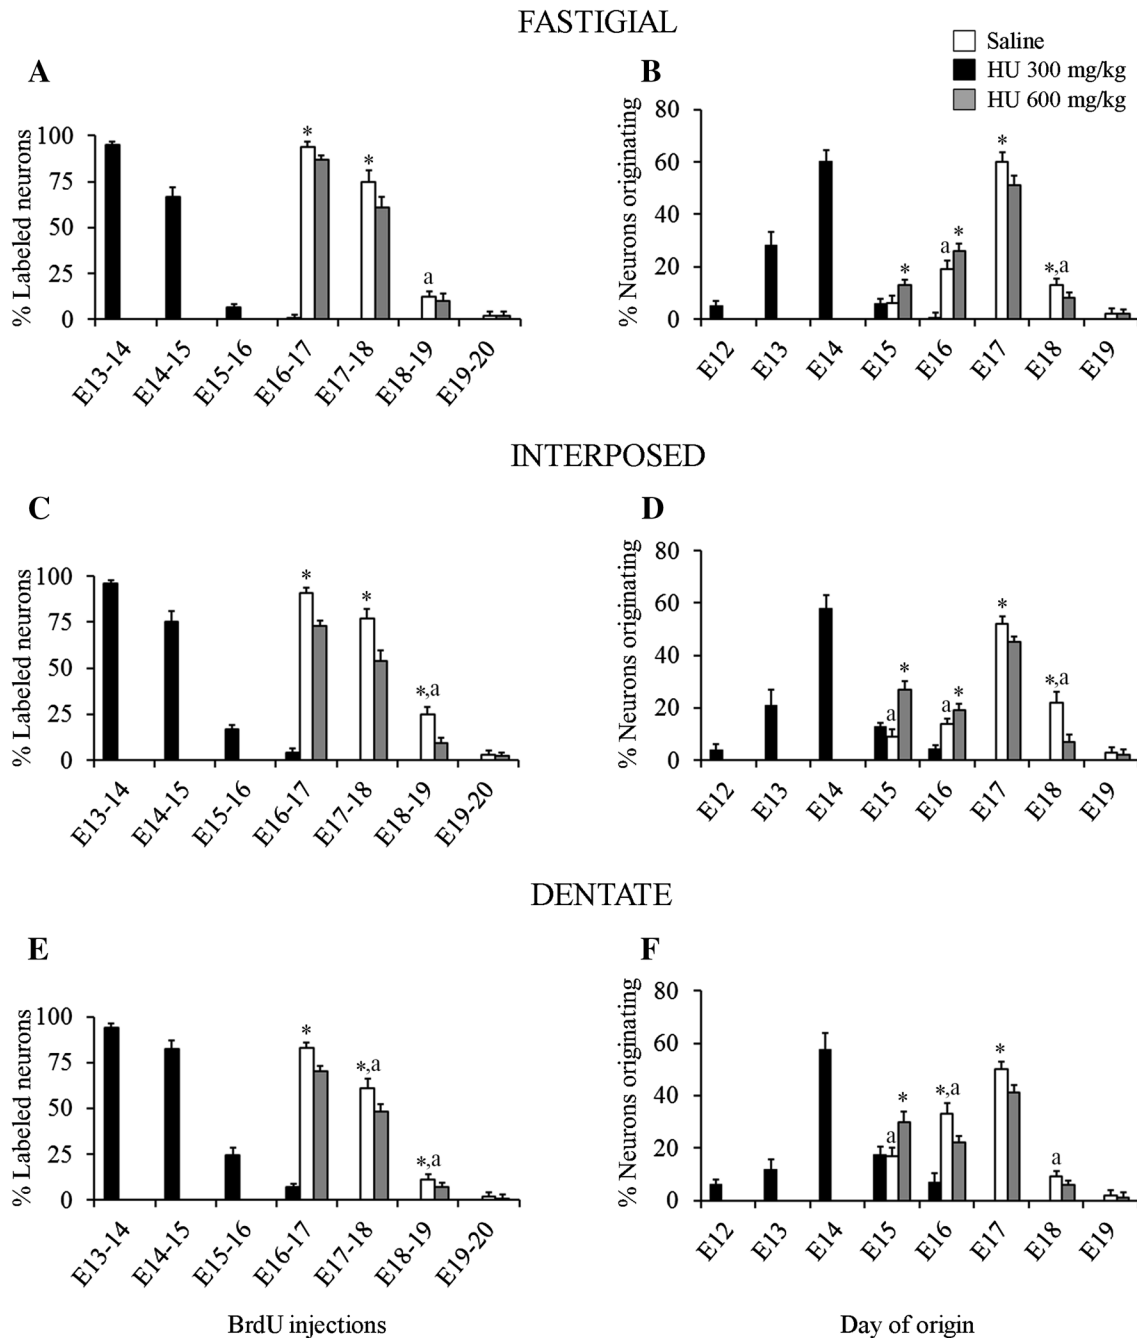 FASTIGIAL
Saline
HU 300 mg/kg
HU 600 mg/kg
A
% Labeled neurons
100
75
50
25
0
*
*
a
E13-14
E14-15
E15-16
E16-17
E17-18
E18-19
E19-20
B
% Neurons originating
80
60
40
20
0
*
a
*
*
*,a
E12
E13
E14
E15
E16
E17
E18
E19
INTERPOSED
C
% Labeled neurons
100
75
50
25
0
*
*
*,a
E13-14
E14-15
E15-16
E16-17
E17-18
E18-19
E19-20
D
% Neurons originating
80
60
40
20
0
a
*
a
*
*
*,a
E12
E13
E14
E15
E16
E17
E18
E19
DENTATE
E
% Labeled neurons
100
75
50
25
0
*
*,a
*,a
E13-14
E14-15
E15-16
E16-17
E17-18
E18-19
E19-20
BrdU injections
F
% Neurons originating
80
60
40
20
0
a
*
*,a
*
a
E12
E13
E14
E15
E16
E17
E18
E19
Day of origin